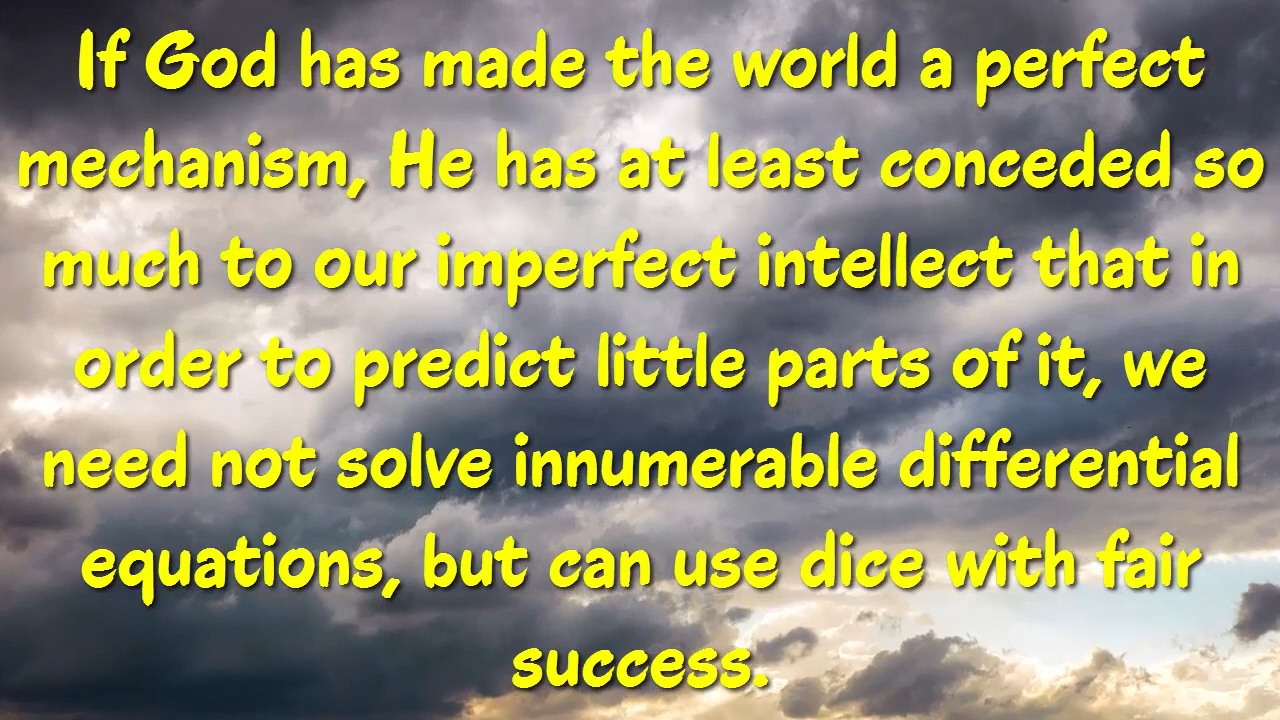 If God has made the world a perfect
mechanism, He has at least conceded so
much to our imperfect intellect that in
order to predict little parts of it, we
need not solve innumerable differential
equations, but can use dice with fair
success.